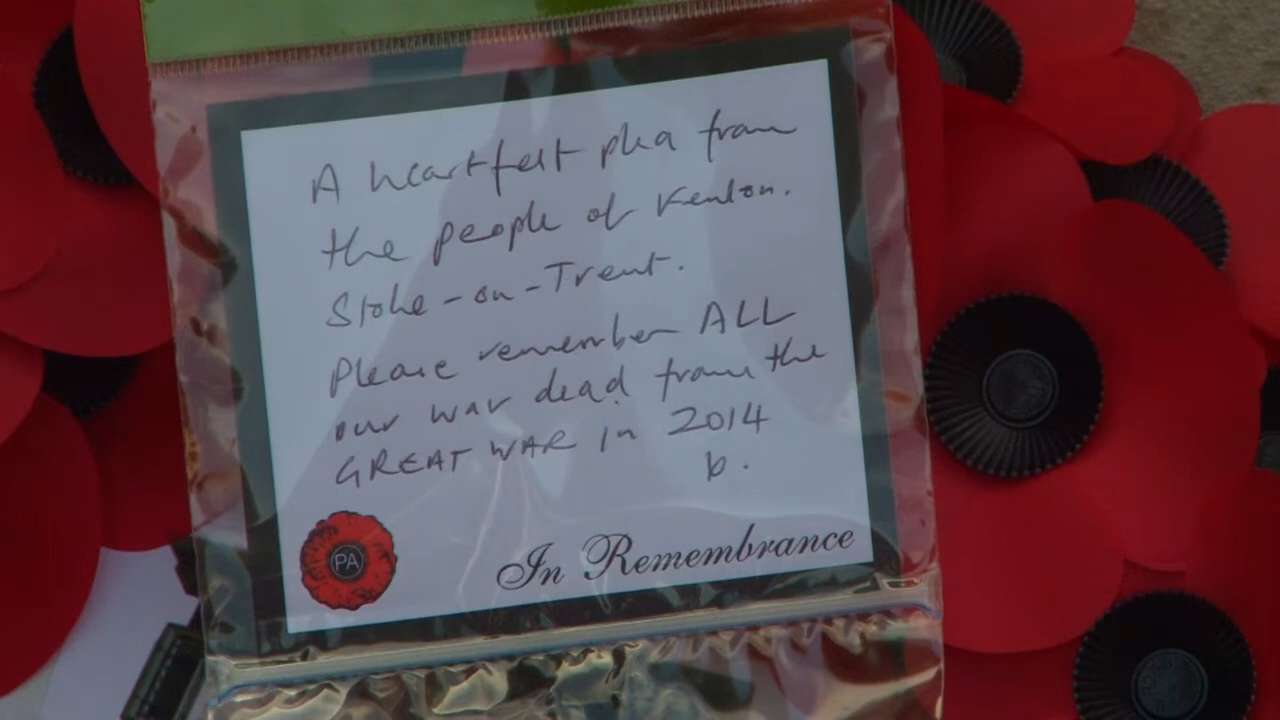 A heartfelt plea from
the people of Fenton.
Stoke-on-Trent.
Please remember ALL
our war dead from the
GREAT WAR in 2014
b.
PA
In Remembrance